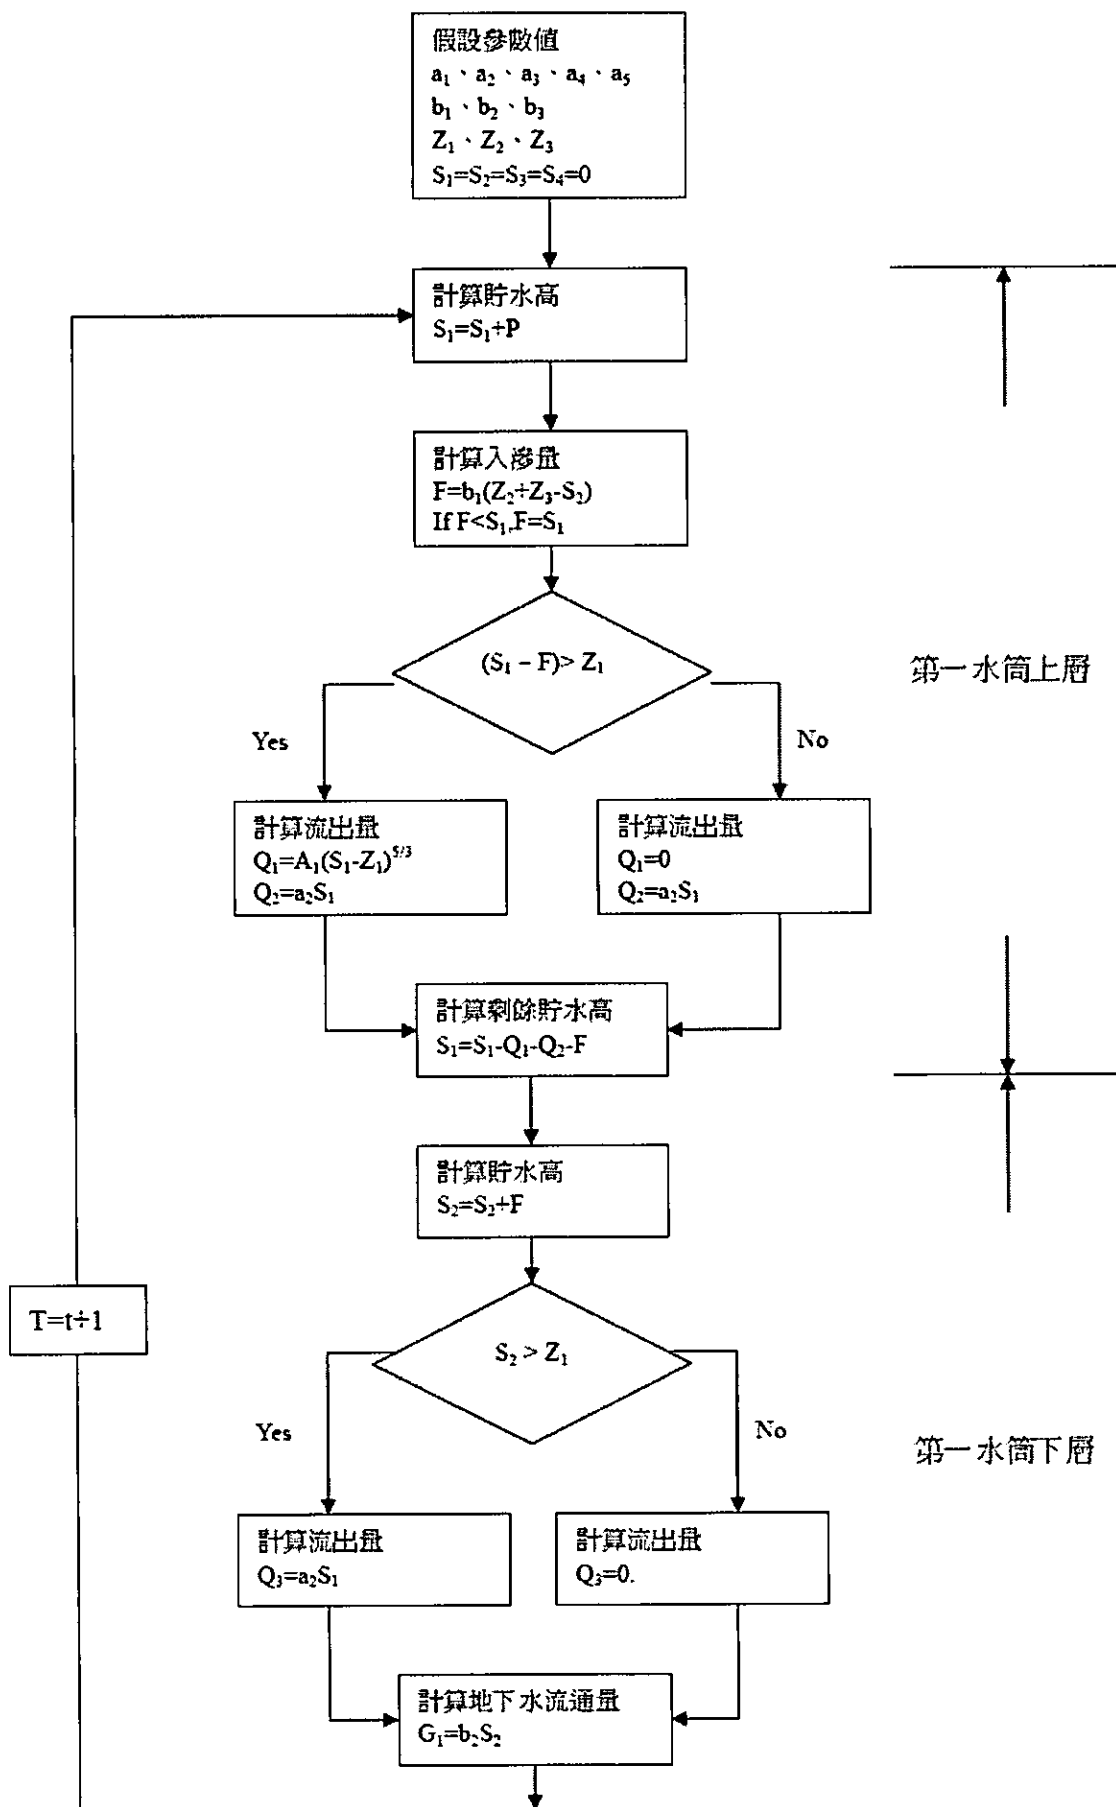 假設參數值
a₁、a₂、a₃、a₄、a₅
b₁、b₂、b₃
Z₁、Z₂、Z₃
S₁=S₂=S₃=S₄=0
計算貯水高
S₁=S₁+P
計算入滲量
F=b₁(Z₂+Z₃-S₂)
If F<S₁,F=S₁
(S₁ – F)> Z₁
第一水筒上層
Yes
No
計算流出量
Q₁=A₁(S₁-Z₁)⁵ᐟ³
Q₂=a₂S₁
計算流出量
Q₁=0
Q₂=a₂S₁
計算剩餘貯水高
S₁=S₁-Q₁-Q₂-F
計算貯水高
S₂=S₂+F
T=t+1
S₂ > Z₁
Yes
No
第一水筒下層
計算流出量
Q₃=a₂S₁
計算流出量
Q₃=0.
計算地下水流通量
G₁=b₂S₂